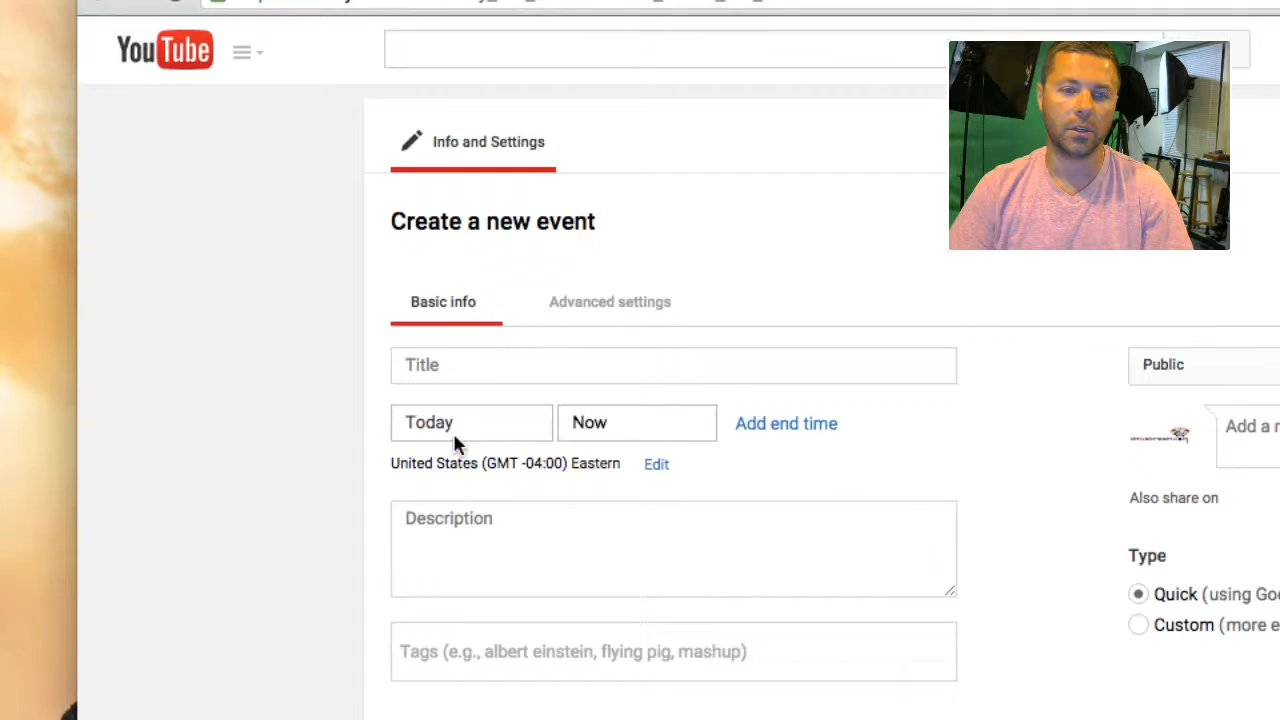 YouTube
Info and Settings
Create a new event
Basic info
Advanced settings
Title
Public
Today
Now
Add end time
Add a
United States (GMT -04:00) Eastern
Edit
Also share on
Description
Type
Quick (using Goo
Custom (more e
Tags (e.g., albert einstein, flying pig, mashup)